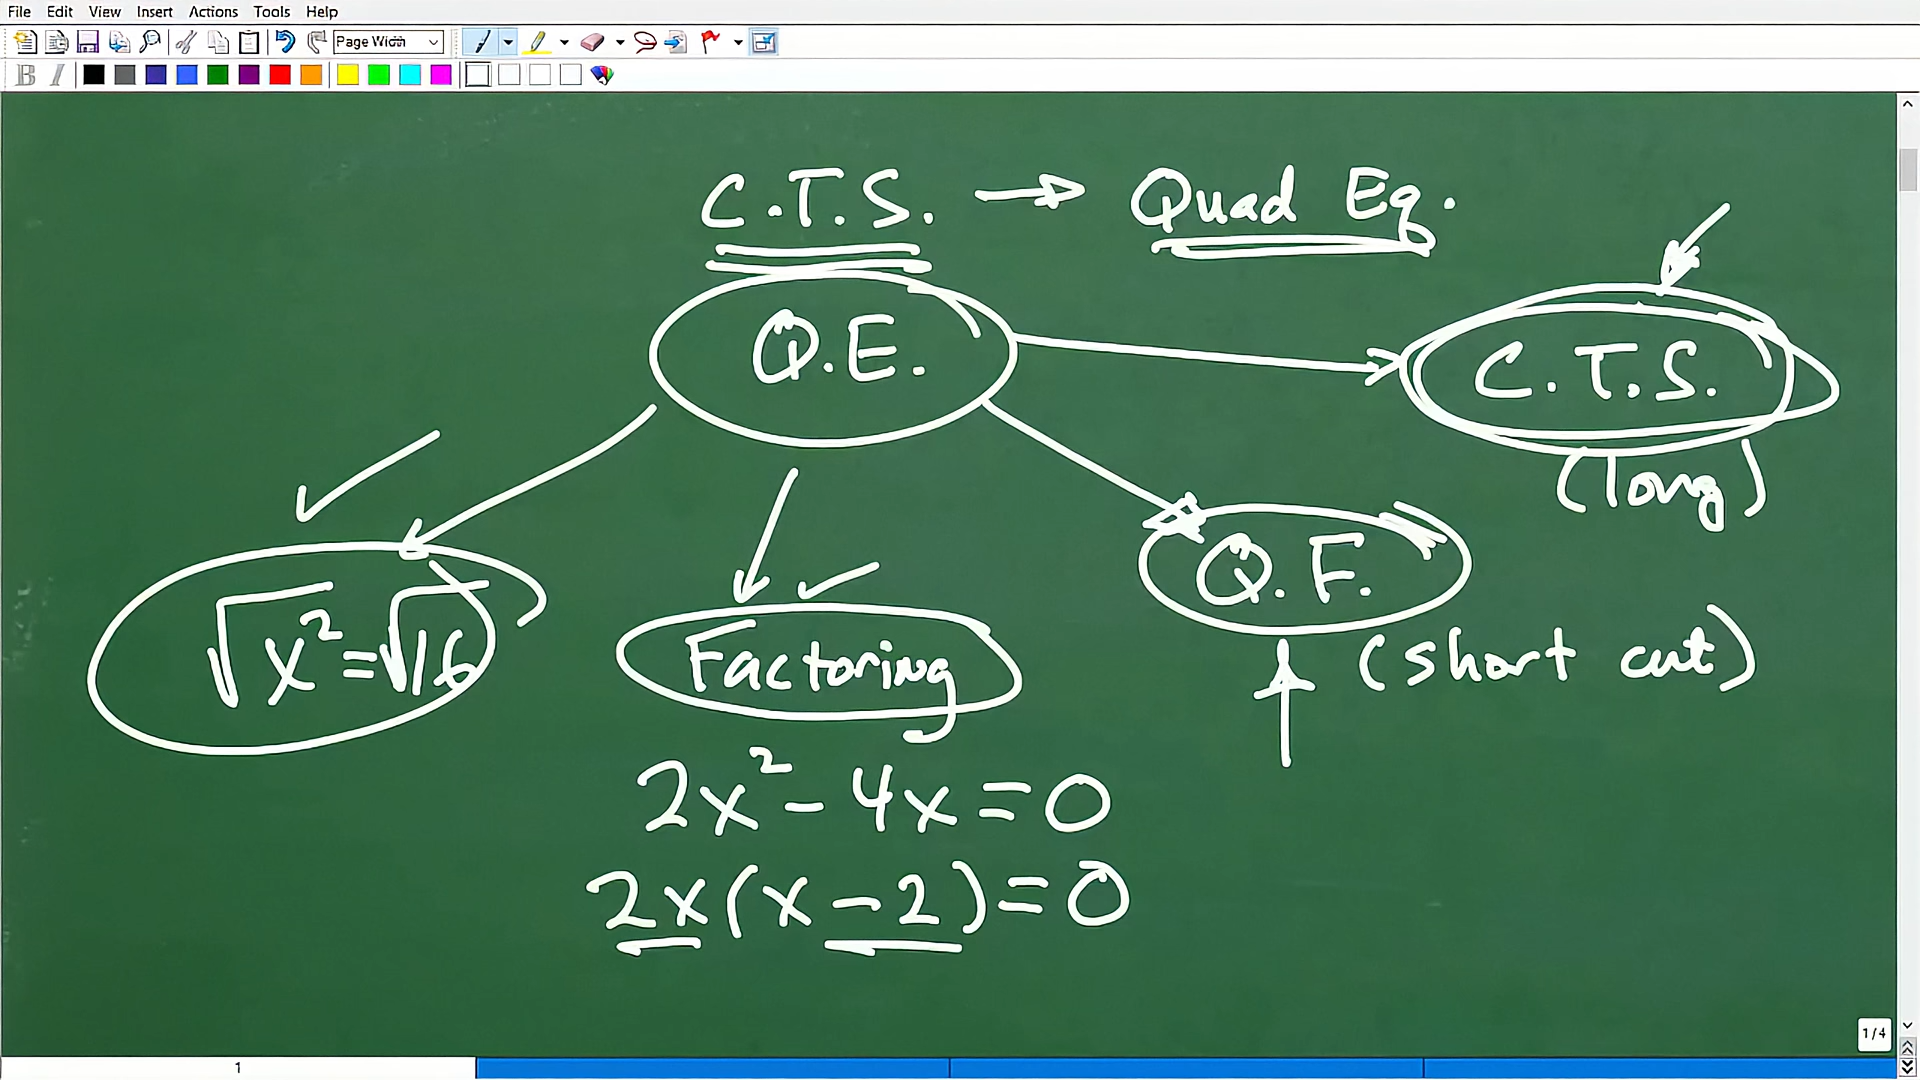 File Edit View Insert Actions Tools Help
Page Width
B I
C.T.S. → Quad Eq.
Q.E.
C.T.S.
(long)
Q.F.
(short cut)
√x² = √16
Factoring
2x² - 4x = 0
2x(x - 2) = 0
1/4
1